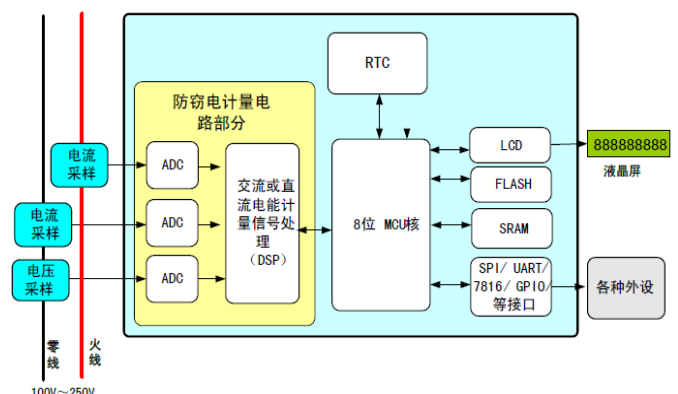 RTC
防窃电计量电
路部分
电流
采样
ADC
电流
采样
ADC
电压
采样
ADC
交流或直
流电能计
量信号处
理
（DSP）
8位 MCU核
LCD
FLASH
SRAM
SPI/ UART/
7816/ GPIO/
等接口
888888888
液晶屏
各种外设
零
线
火
线
100V～250V